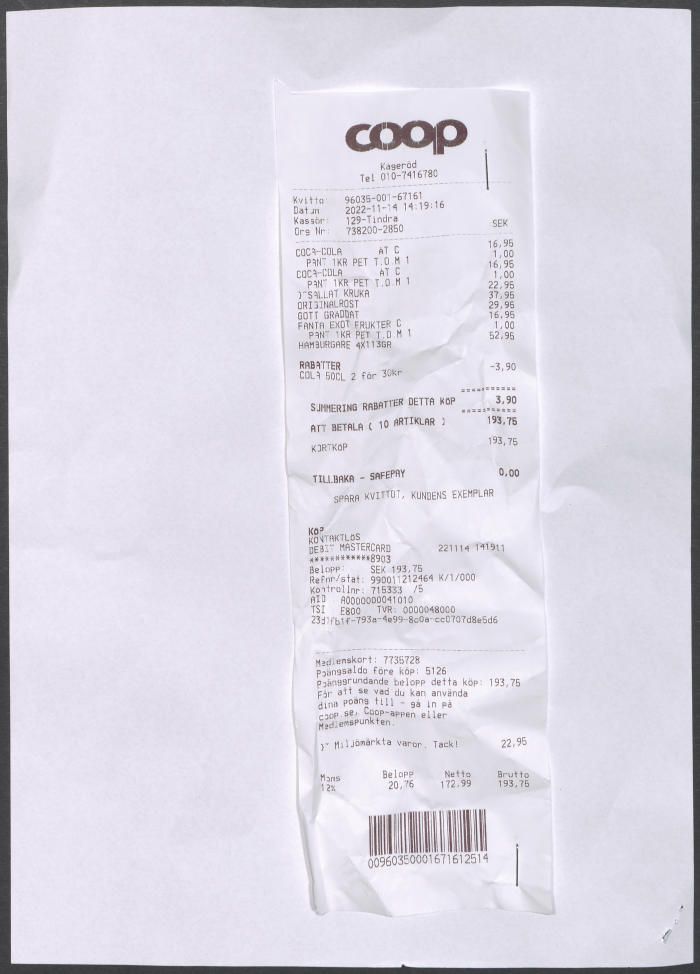 coop
Kågeröd
Tel 010-7416780
Kvitto: 96035-001-67161
Datum 2022-11-14 14:19:16
Kassör: 129-Tindra
Org Nr: 738200-2850
SEK
COCA-COLA AT C 16,95
PANT 1KR PET T.O.M 1 1,00
COCA-COLA AT C 16,95
PANT 1KR PET T.O.M 1 1,00
}"SALLAT KRUKA 22,95
ORIGINALROST 37,95
GOTT GRADDAT 29,95
FANTA EXOT FRUKTER C 16,95
PANT 1KR PET T.O.M 1 1,00
HAMBURGARE 4X113GR 52,95
RABATTER
COLA 50CL 2 för 30kr -3,90
==========
SUMMERING RABATTER DETTA KÖP 3,90
==========
ATT BETALA ( 10 ARTIKLAR ) 193,75
KORTKÖP 193,75
TILLBAKA - SAFEPAY 0,00
SPARA KVITTOT, KUNDENS EXEMPLAR
KÖP
KONTAKTLÖS
DEBIT MASTERCARD 221114 141911
************8903
Belopp: SEK 193,75
Refnr/stat: 990011212464 K/1/000
Kontrollnr: 715333 /5
AID A0000000041010
TSI E800 TVR: 0000048000
23d1fb1f-793a-4e99-8c0a-cc0707d8e5d6
Medlemskort: 7735728
Poängsaldo före köp: 5126
Poänggrundande belopp detta köp: 193,75
För att se vad du kan använda
dina poäng till - gå in på
coop.se, Coop-appen eller
Medlemspunkten.
}" Miljömärkta varor. Tack! 22,95
Moms Belopp Netto Brutto
12% 20,76 172,99 193,75
00960350001671612514